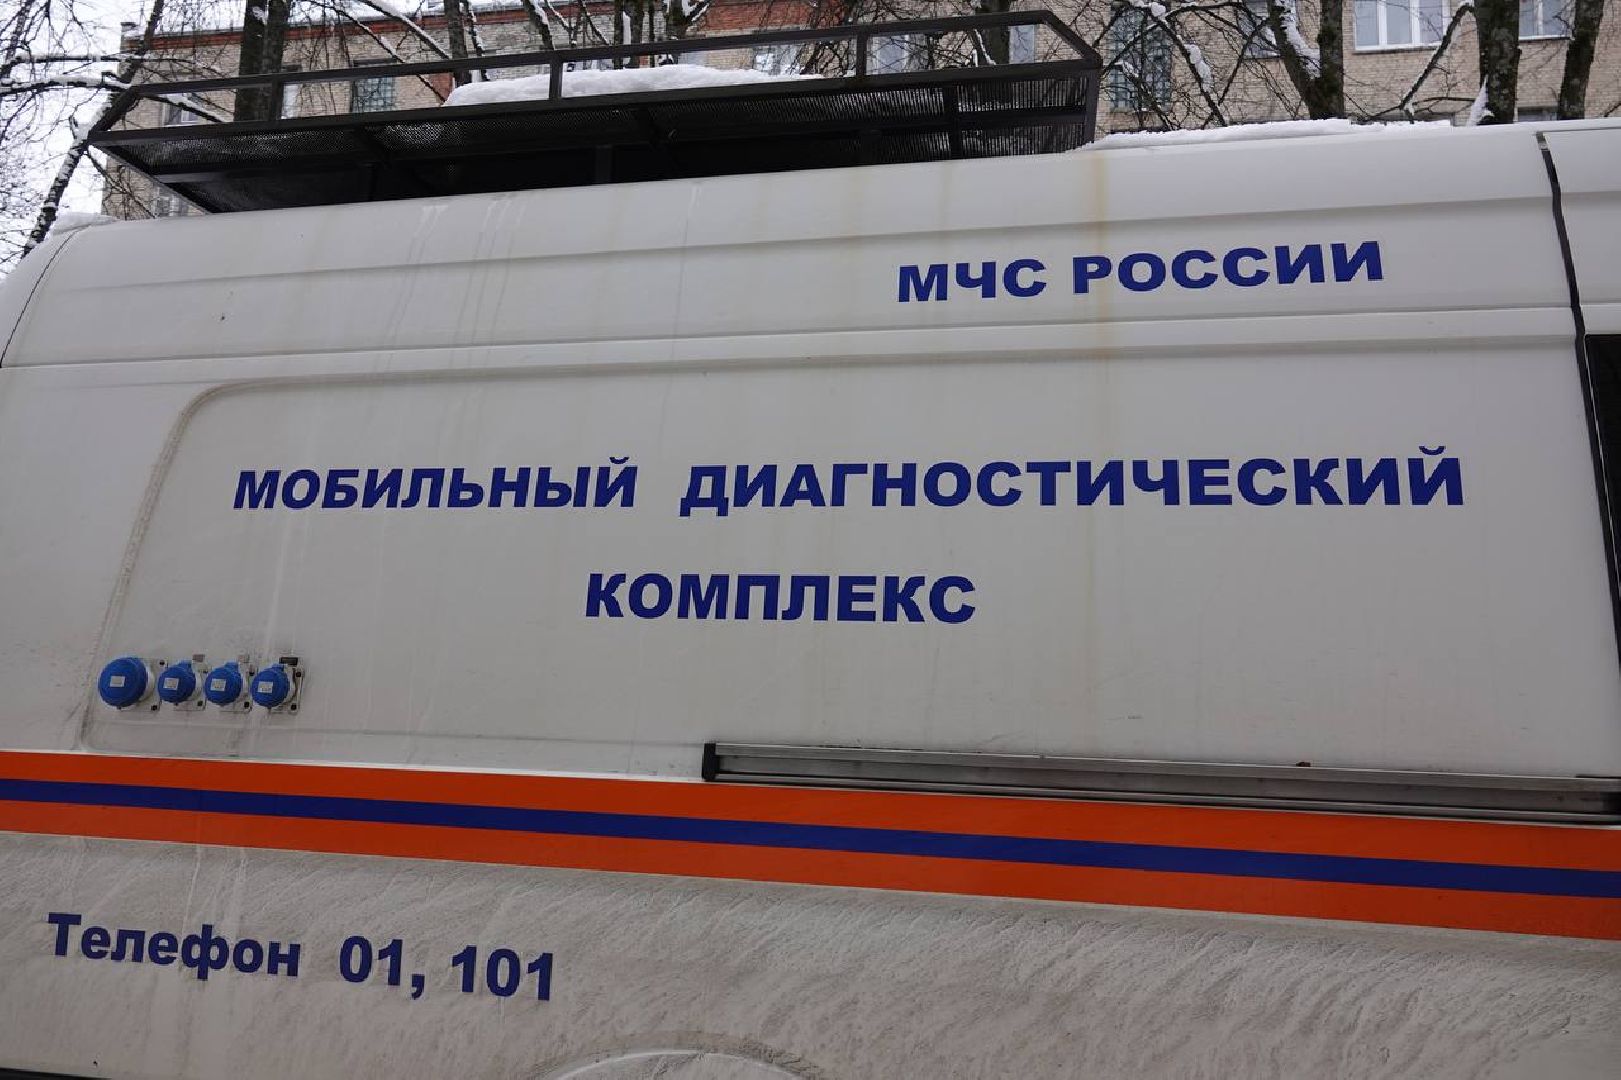 МЧС РОССИИ
МОБИЛЬНЫЙ ДИАГНОСТИЧЕСКИЙ
КОМПЛЕКС
Телефон 01, 101